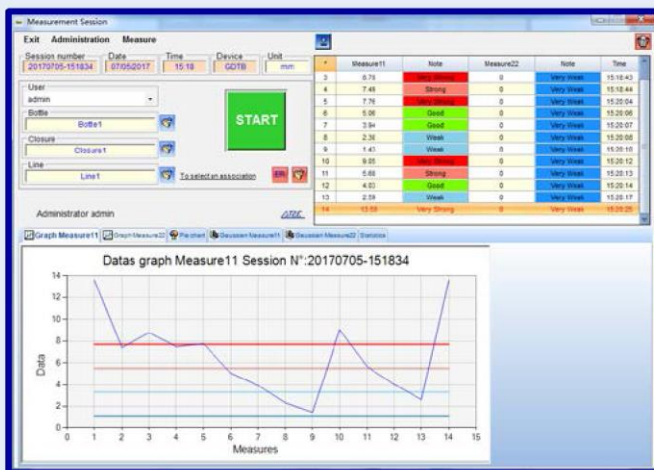 Measurement Session
Exit Administration Measure
Session number Date Time Device Unit
20170705-151834 07/05/2017 15:18 GDTB mm
User
admin
Bottle
Bottle1
Closure
Closure1
Line
Line1
To select an association
START
Administrator admin
* Measure11 Note Measure22 Note Time
3 8.78 Very Strong 0 Very Weak 15:18:43
4 7.48 Strong 0 Very Weak 15:18:44
5 7.76 Very Strong 0 Very Weak 15:20:04
6 5.06 Good 0 Very Weak 15:20:06
7 3.94 Good 0 Very Weak 15:20:07
8 2.36 Weak 0 Very Weak 15:20:08
9 1.43 Weak 0 Very Weak 15:20:10
10 9.05 Very Strong 0 Very Weak 15:20:12
11 5.68 Strong 0 Very Weak 15:20:13
12 4.03 Good 0 Very Weak 15:20:14
13 2.59 Weak 0 Very Weak 15:20:17
14 13.58 Very Strong 0 Very Weak 15:20:25
Graph Measure11 Graph Measure22 Pie chart Gaussian Measure11 Gaussian Measure22 Statistics
Datas graph Measure11 Session N°:20170705-151834
Data
14
12
10
8
6
4
2
0
0 1 2 3 4 5 6 7 8 9 10 11 12 13 14 15
Measures